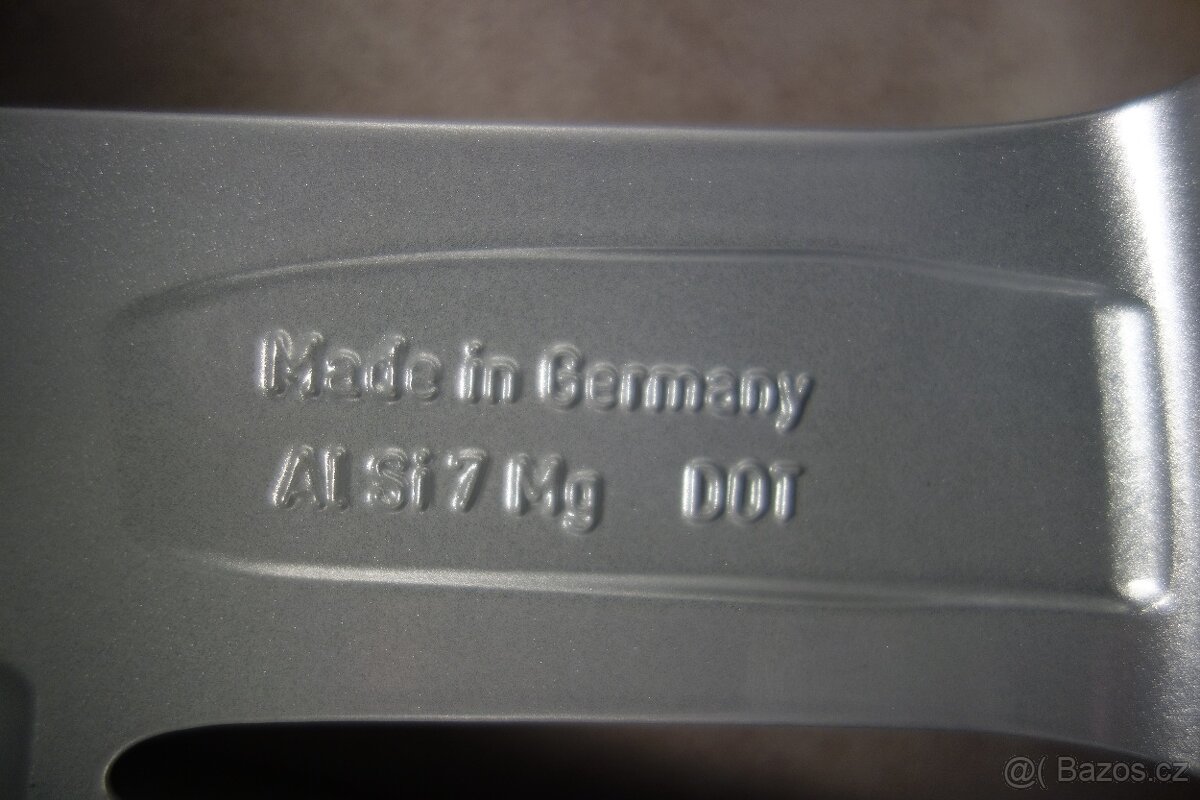 Made in Germany
Al Si 7 Mg DOT
@( Bazos.cz